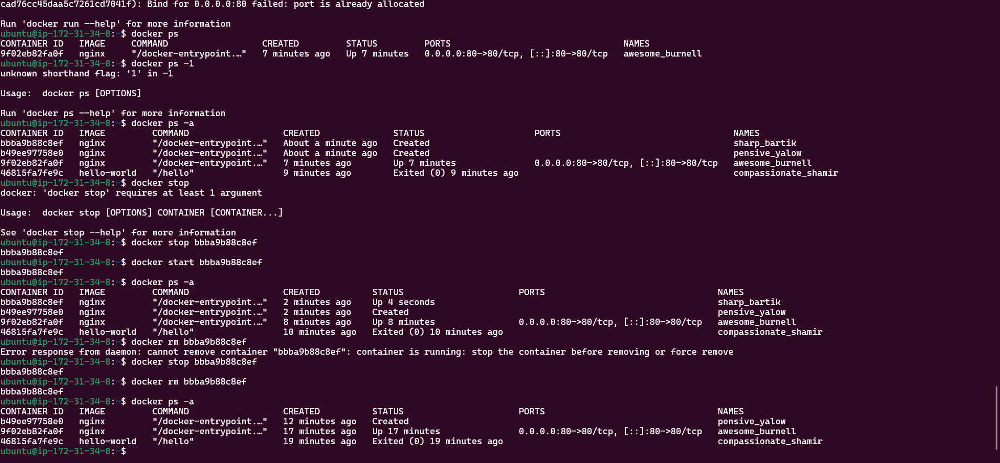 cad76cc45daa5c7261cd7041f): Bind for 0.0.0.0:80 failed: port is already allocated
Run 'docker run --help' for more information
ubuntu@ip-172-31-34-8:~$ docker ps
CONTAINER ID   IMAGE     COMMAND                  CREATED         STATUS         PORTS                                 NAMES
9f02eb82fa0f   nginx     "/docker-entrypoint.…"   7 minutes ago   Up 7 minutes   0.0.0.0:80->80/tcp, [::]:80->80/tcp   awesome_burnell
ubuntu@ip-172-31-34-8:~$ docker ps -1
unknown shorthand flag: '1' in -1
Usage:  docker ps [OPTIONS]
Run 'docker ps --help' for more information
ubuntu@ip-172-31-34-8:~$ docker ps -a
CONTAINER ID   IMAGE         COMMAND                  CREATED              STATUS                     PORTS                                 NAMES
bbba9b88c8ef   nginx         "/docker-entrypoint.…"   About a minute ago   Created                                                          sharp_bartik
b49ee97758e0   nginx         "/docker-entrypoint.…"   About a minute ago   Created                                                          pensive_yalow
9f02eb82fa0f   nginx         "/docker-entrypoint.…"   7 minutes ago        Up 7 minutes               0.0.0.0:80->80/tcp, [::]:80->80/tcp   awesome_burnell
46815fa7fe9c   hello-world   "/hello"                 9 minutes ago        Exited (0) 9 minutes ago                                         compassionate_shamir
ubuntu@ip-172-31-34-8:~$ docker stop
docker: 'docker stop' requires at least 1 argument
Usage:  docker stop [OPTIONS] CONTAINER [CONTAINER...]
See 'docker stop --help' for more information
ubuntu@ip-172-31-34-8:~$ docker stop bbba9b88c8ef
bbba9b88c8ef
ubuntu@ip-172-31-34-8:~$ docker start bbba9b88c8ef
bbba9b88c8ef
ubuntu@ip-172-31-34-8:~$ docker ps -a
CONTAINER ID   IMAGE         COMMAND                  CREATED          STATUS                      PORTS                                 NAMES
bbba9b88c8ef   nginx         "/docker-entrypoint.…"   2 minutes ago    Up 4 seconds                                                      sharp_bartik
b49ee97758e0   nginx         "/docker-entrypoint.…"   2 minutes ago    Created                                                           pensive_yalow
9f02eb82fa0f   nginx         "/docker-entrypoint.…"   8 minutes ago    Up 8 minutes                0.0.0.0:80->80/tcp, [::]:80->80/tcp   awesome_burnell
46815fa7fe9c   hello-world   "/hello"                 10 minutes ago   Exited (0) 10 minutes ago                                         compassionate_shamir
ubuntu@ip-172-31-34-8:~$ docker rm bbba9b88c8ef
Error response from daemon: cannot remove container "bbba9b88c8ef": container is running: stop the container before removing or force remove
ubuntu@ip-172-31-34-8:~$ docker stop bbba9b88c8ef
bbba9b88c8ef
ubuntu@ip-172-31-34-8:~$ docker rm bbba9b88c8ef
bbba9b88c8ef
ubuntu@ip-172-31-34-8:~$ docker ps -a
CONTAINER ID   IMAGE         COMMAND                  CREATED          STATUS                      PORTS                                 NAMES
b49ee97758e0   nginx         "/docker-entrypoint.…"   12 minutes ago   Created                                                           pensive_yalow
9f02eb82fa0f   nginx         "/docker-entrypoint.…"   17 minutes ago   Up 17 minutes               0.0.0.0:80->80/tcp, [::]:80->80/tcp   awesome_burnell
46815fa7fe9c   hello-world   "/hello"                 19 minutes ago   Exited (0) 19 minutes ago                                         compassionate_shamir
ubuntu@ip-172-31-34-8:~$